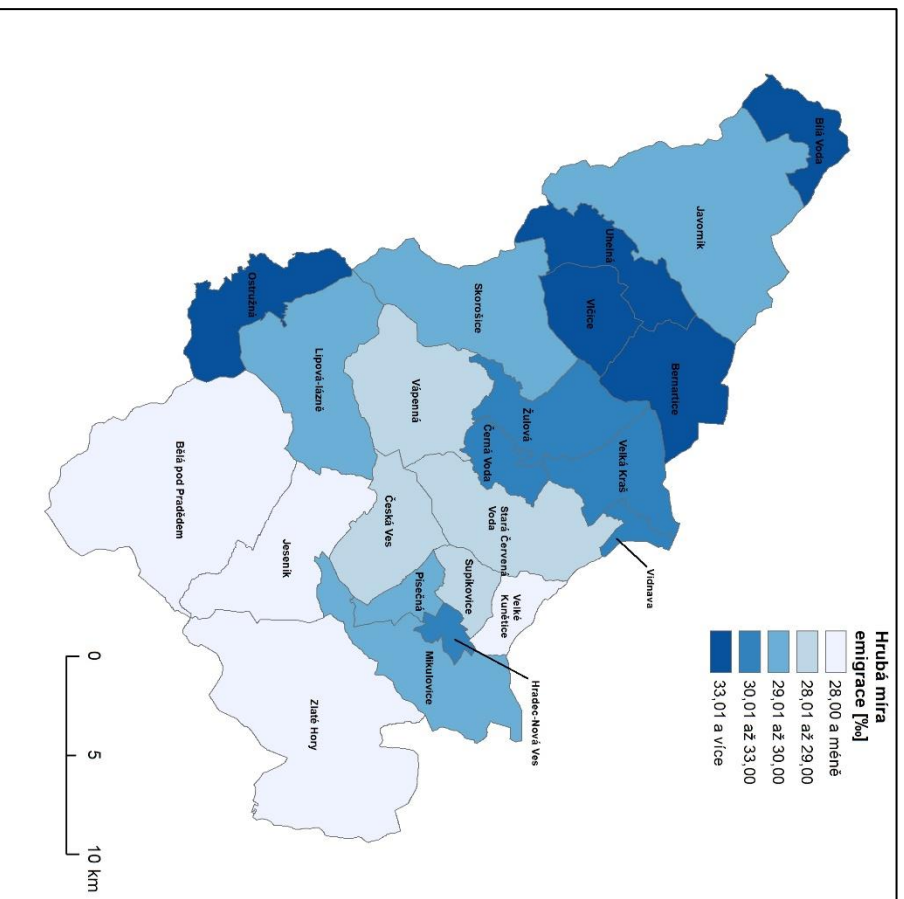 Hrubá míra
emigrace [‰]
28,00 a méně
28,01 až 29,00
29,01 až 30,00
30,01 až 33,00
33,01 a více
Bílá Voda
Javorník
Uhelná
Vlčice
Bernartice
Skorošice
Žulová
Velká Kraš
Vidnava
Černá Voda
Vápenná
Stará Červená
Voda
Ostružná
Lipová-lázně
Česká Ves
Supíkovice
Velké
Kunětice
Hradec-Nová Ves
Písečná
Mikulovice
Jeseník
Bělá pod Pradědem
Zlaté Hory
0
5
10 km